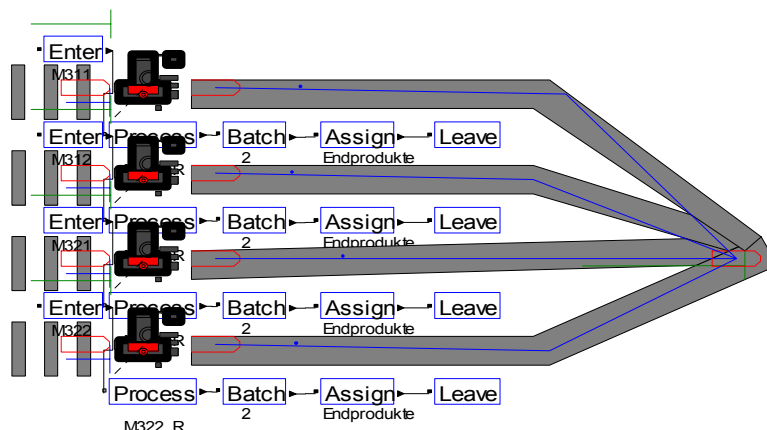 Enter
M311
Enter Process Batch Assign Leave
M312 R 2 Endprodukte
Enter Process Batch Assign Leave
M321 R 2 Endprodukte
Enter Process Batch Assign Leave
M322 R 2 Endprodukte
Process Batch Assign Leave
M322_R 2 Endprodukte